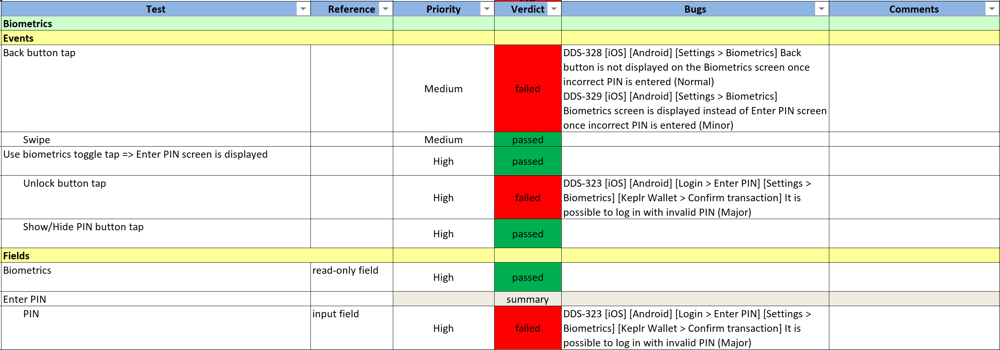 Test Reference Priority Verdict Bugs Comments
Biometrics
Events
Back button tap
Medium
failed
DDS-328 [iOS] [Android] [Settings > Biometrics] Back
button is not displayed on the Biometrics screen once
incorrect PIN is entered (Normal)
DDS-329 [iOS] [Android] [Settings > Biometrics]
Biometrics screen is displayed instead of Enter PIN screen
once incorrect PIN is entered (Minor)
Swipe Medium passed
Use biometrics toggle tap => Enter PIN screen is displayed
High
passed
Unlock button tap
High
failed
DDS-323 [iOS] [Android] [Login > Enter PIN] [Settings >
Biometrics] [Keplr Wallet > Confirm transaction] It is
possible to log in with invalid PIN (Major)
Show/Hide PIN button tap
High
passed
Fields
Biometrics
read-only field
High
passed
Enter PIN summary
PIN
input field
High
failed
DDS-323 [iOS] [Android] [Login > Enter PIN] [Settings >
Biometrics] [Keplr Wallet > Confirm transaction] It is
possible to log in with invalid PIN (Major)